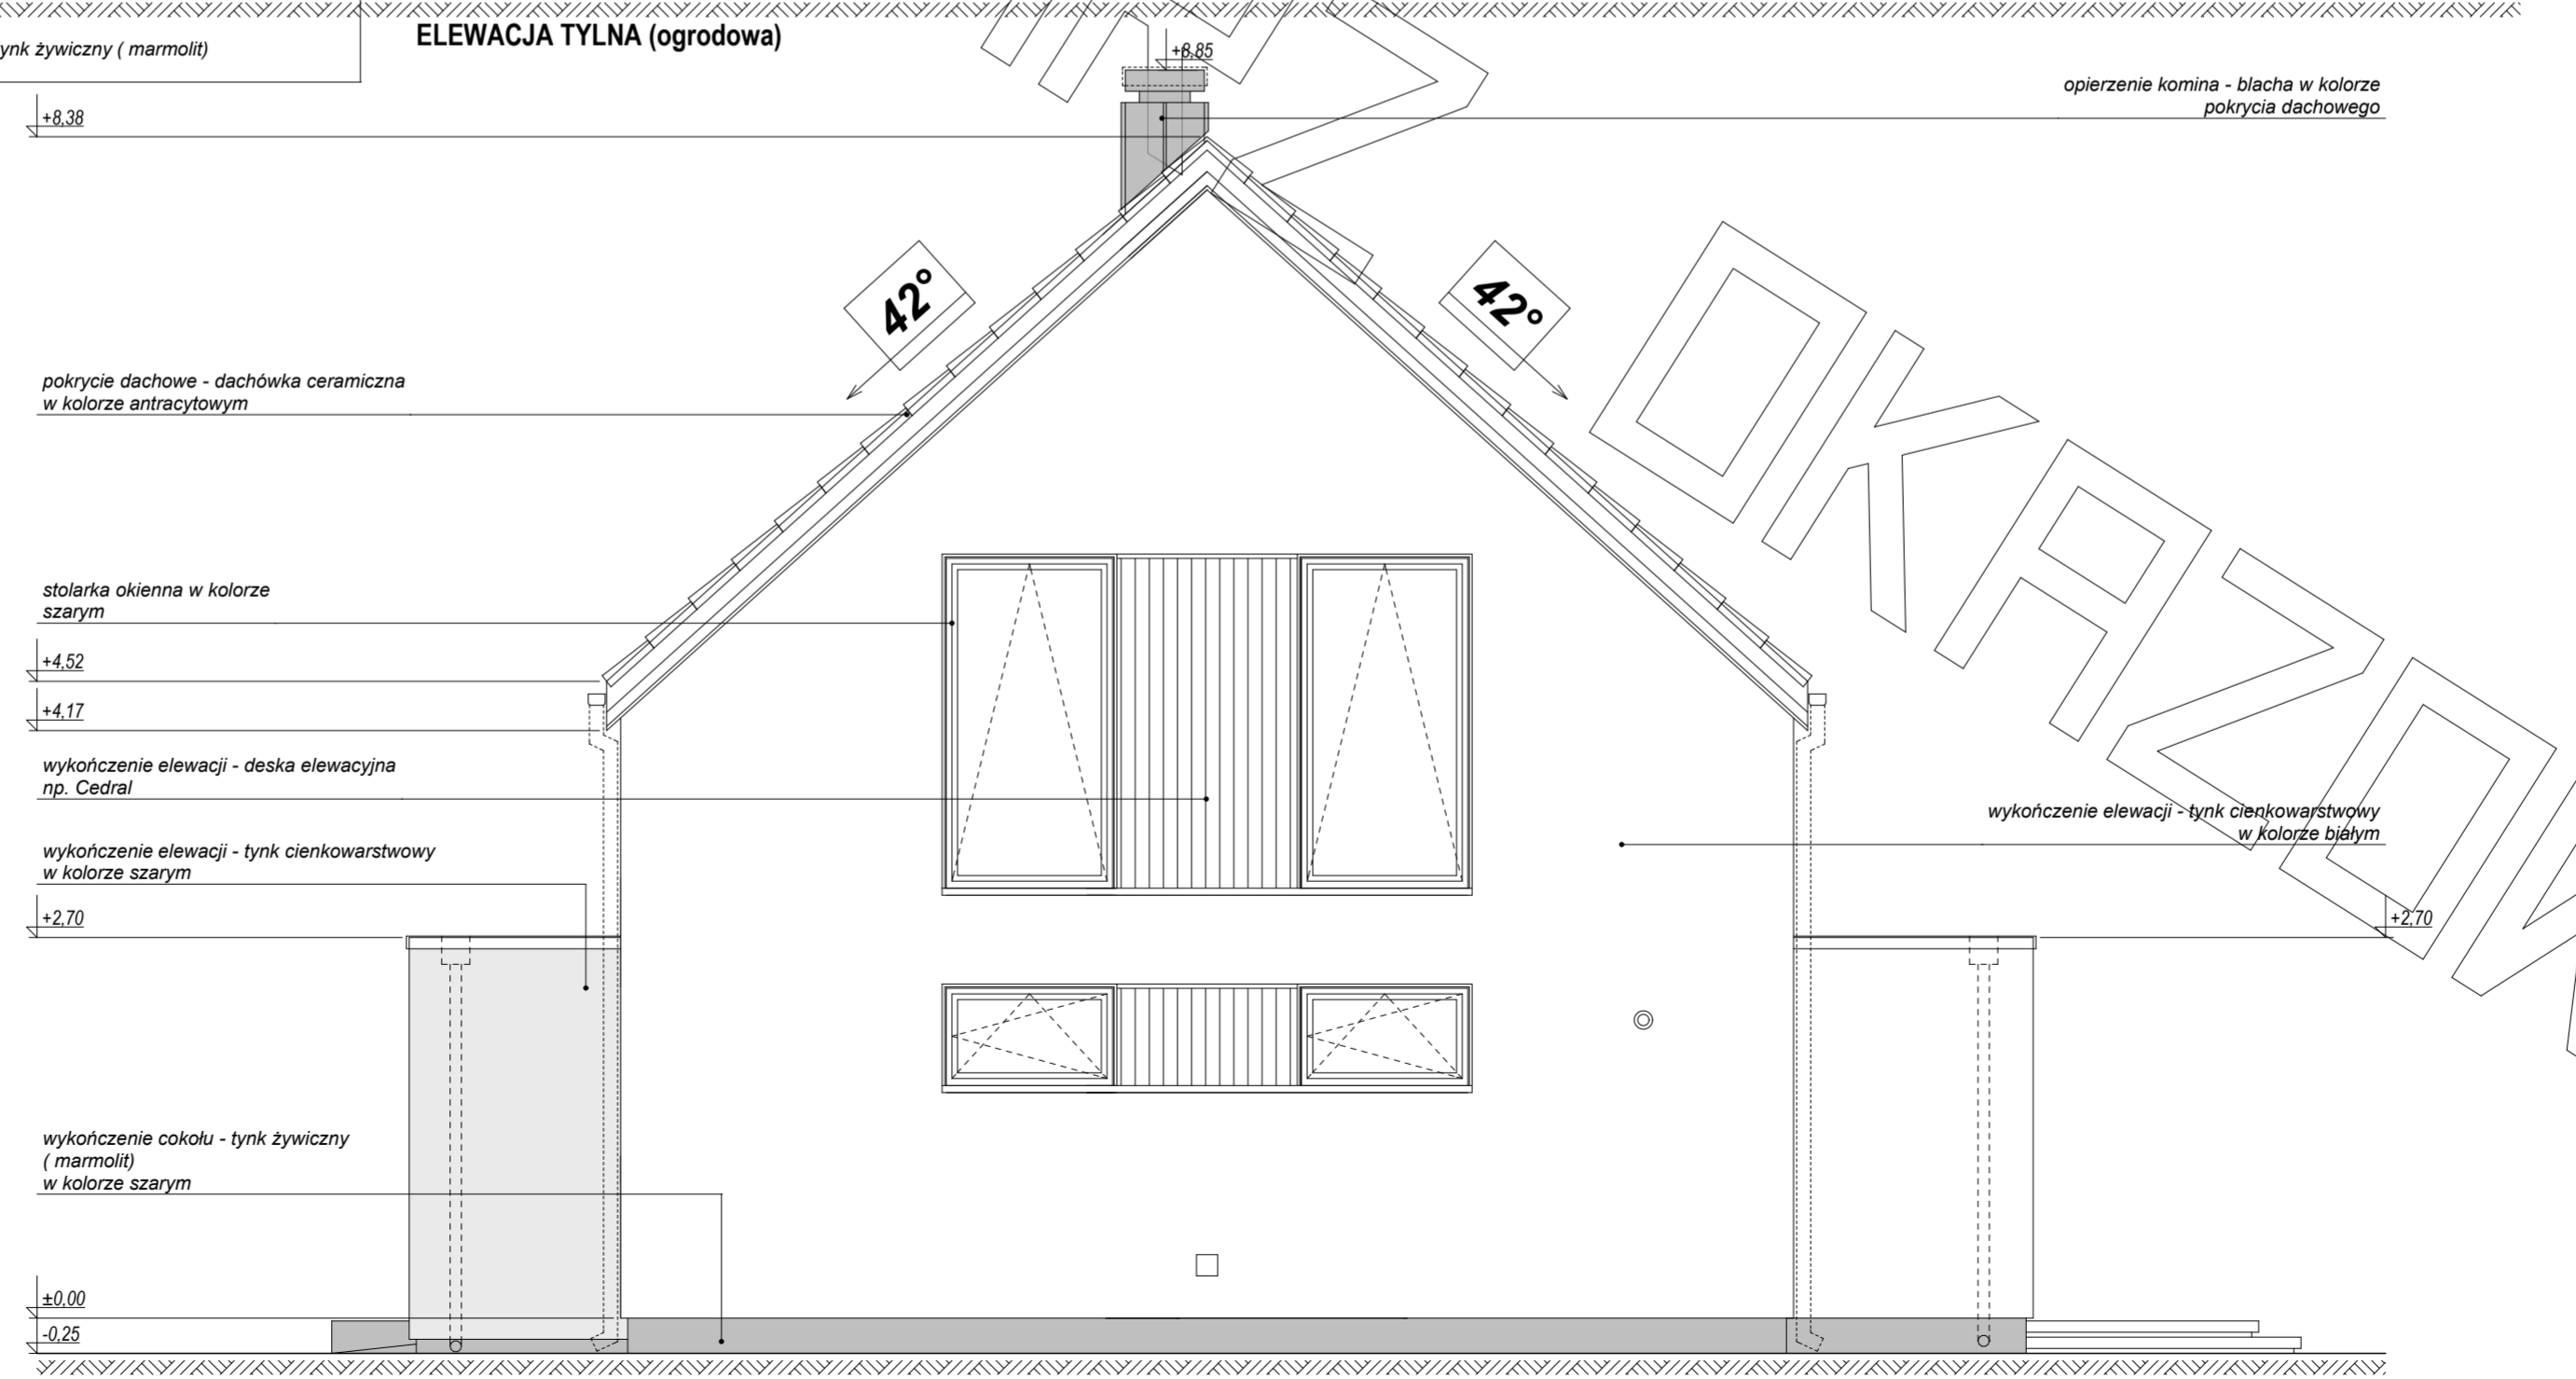 ELEWACJA TYLNA (ogrodowa)
ynk żywiczny ( marmolit)
+8,85
opierzenie komina - blacha w kolorze
pokrycia dachowego
+8,38
42°
42°
pokrycie dachowe - dachówka ceramiczna
w kolorze antracytowym
stolarka okienna w kolorze
szarym
+4,52
+4,17
wykończenie elewacji - deska elewacyjna
np. Cedral
wykończenie elewacji - tynk cienkowarstwowy
w kolorze białym
wykończenie elewacji - tynk cienkowarstwowy
w kolorze szarym
+2,70
+2,70
wykończenie cokołu - tynk żywiczny
( marmolit)
w kolorze szarym
±0,00
-0,25
OKAZOW